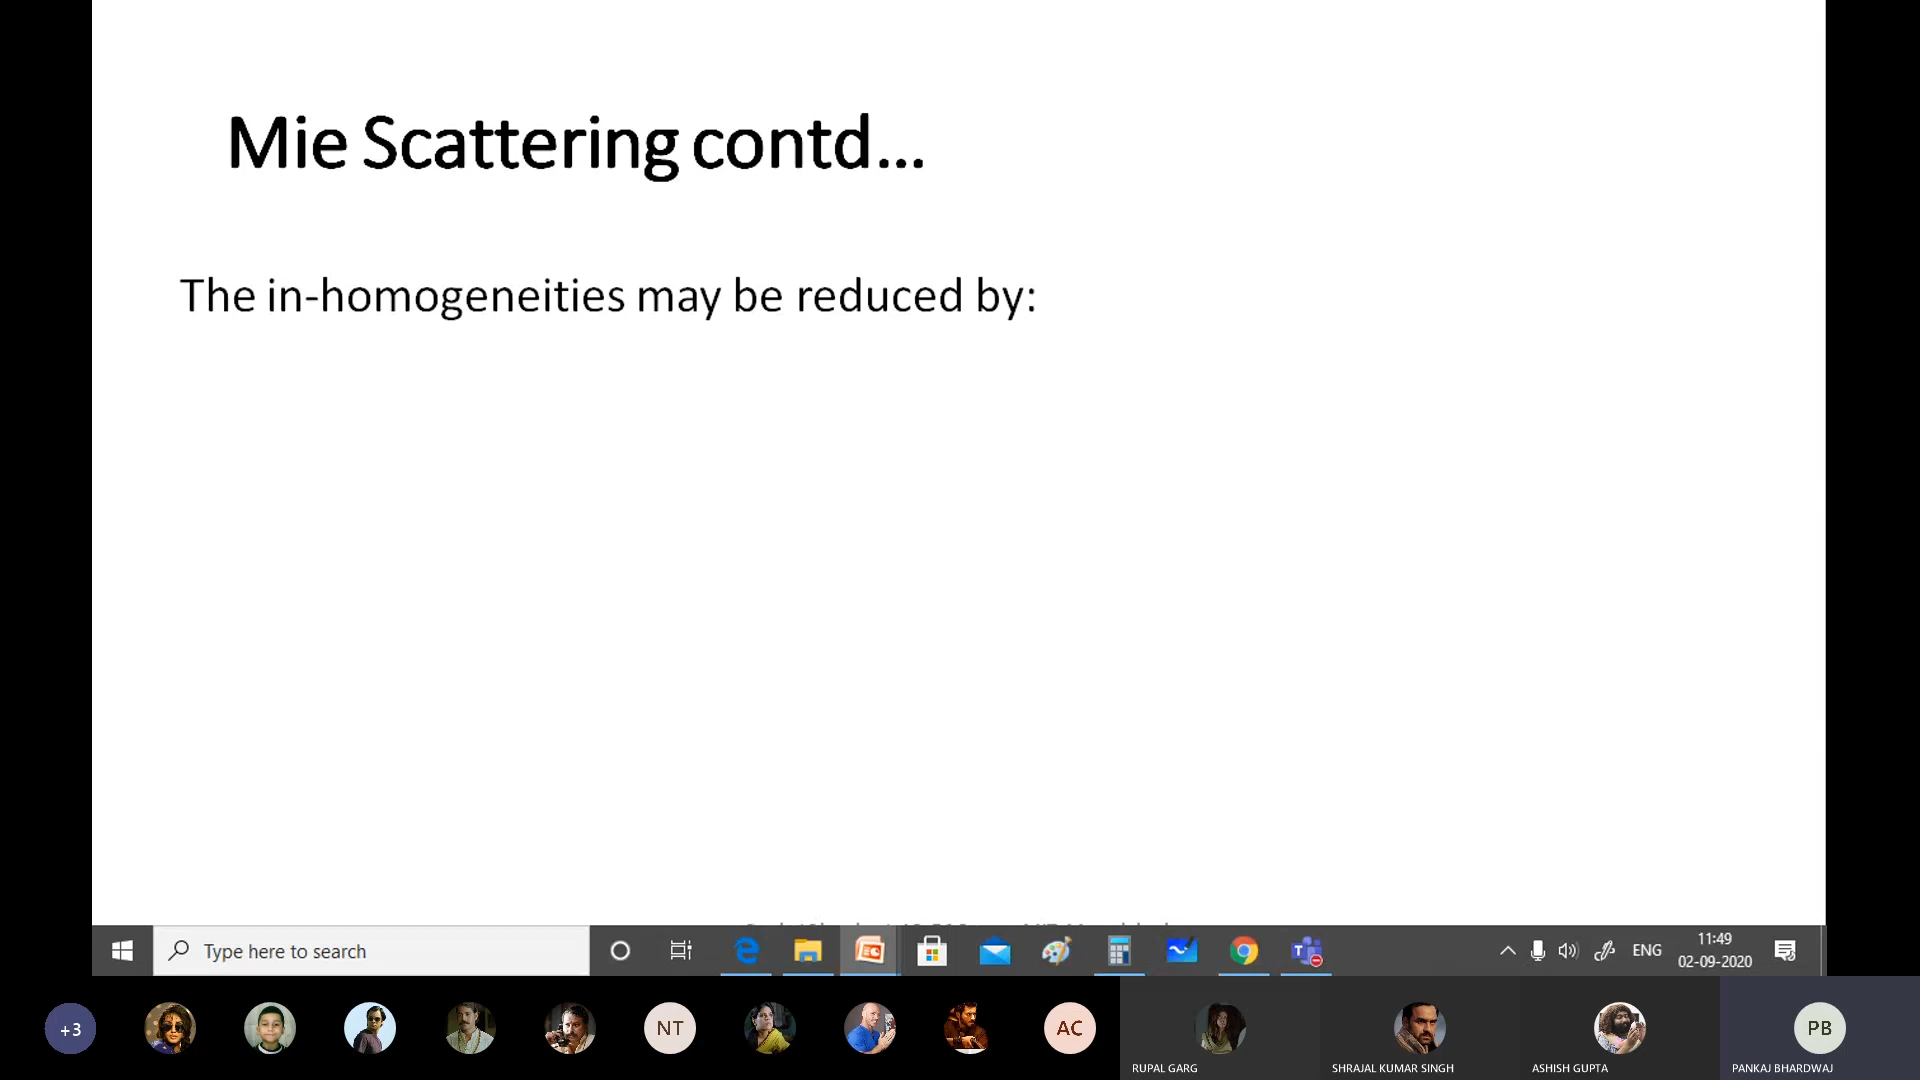 Mie Scattering contd...
The in-homogeneities may be reduced by:
Type here to search
ENG
11:49
02-09-2020
+3
NT
AC
RUPAL GARG
SHRAJAL KUMAR SINGH
ASHISH GUPTA
PB
PANKAJ BHARDWAJ